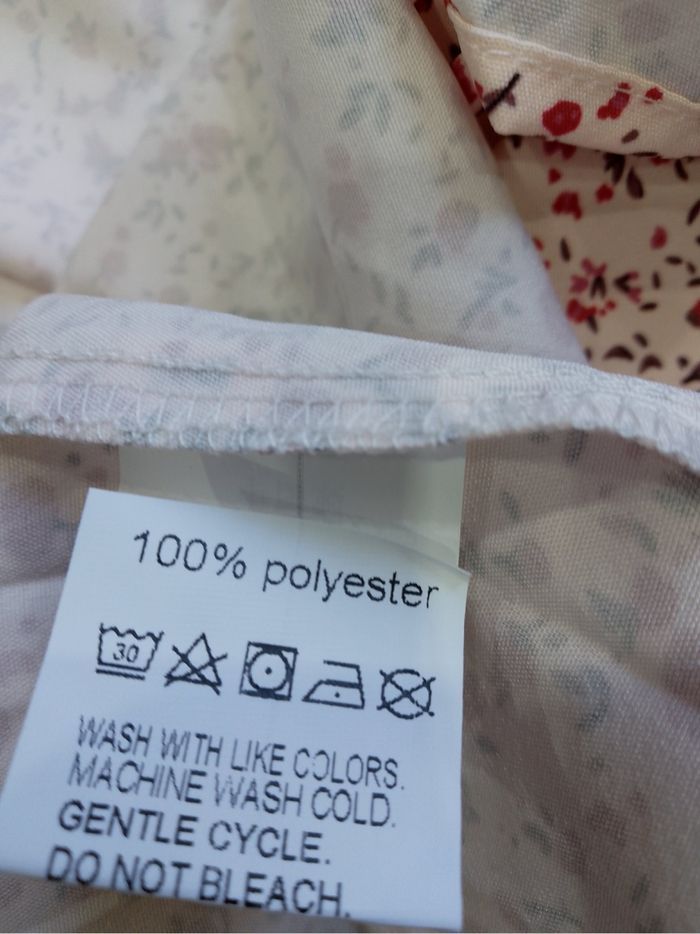 100% polyester
30
WASH WITH LIKE COLORS.
MACHINE WASH COLD.
GENTLE CYCLE.
DO NOT BLEACH.